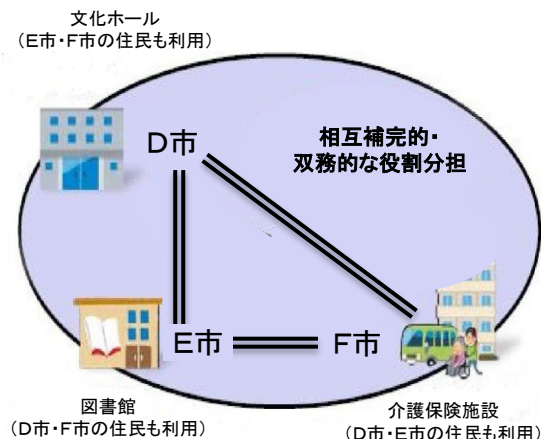 文化ホール
（Ｅ市・Ｆ市の住民も利用）
Ｄ市
相互補完的・
双務的な役割分担
Ｅ市
Ｆ市
図書館
（Ｄ市・Ｆ市の住民も利用）
介護保険施設
（Ｄ市・Ｅ市の住民も利用）